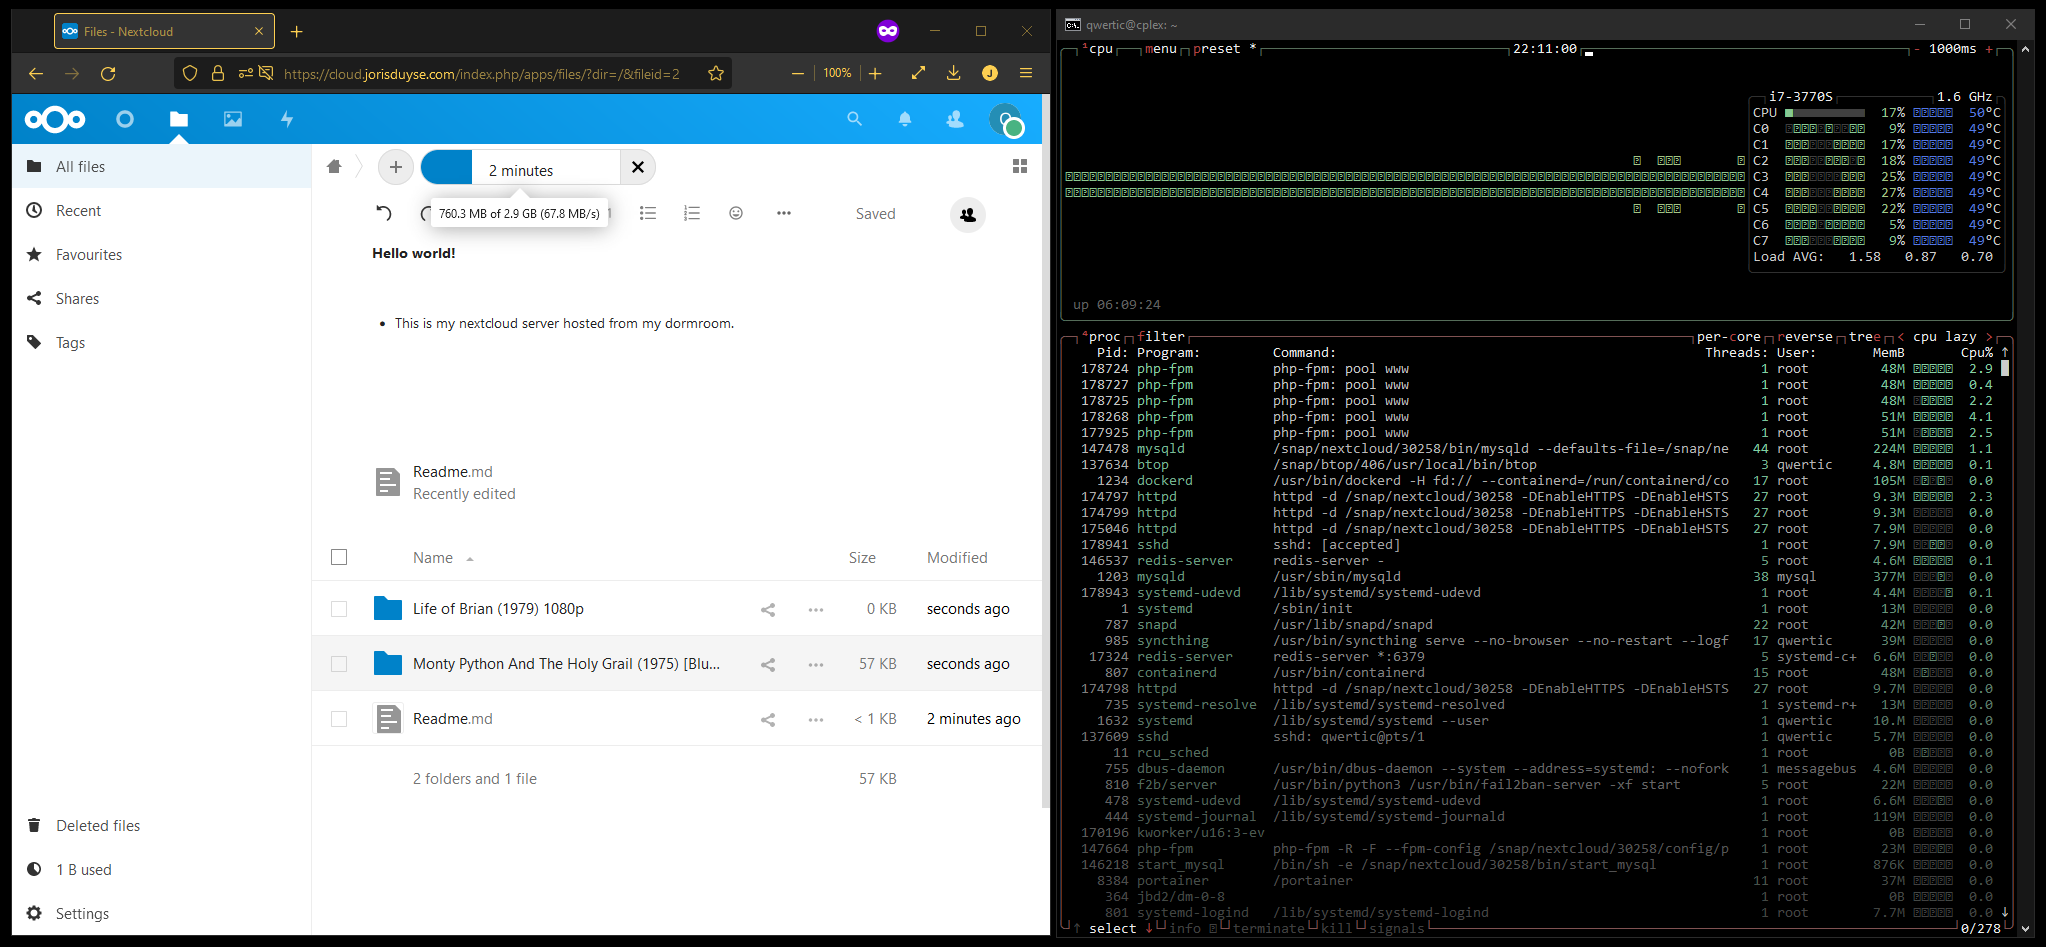 Files - Nextcloud
https://cloud.jorisduyse.com/index.php/apps/files/?dir=/&fileid=2
100%
J
All files
Recent
Favourites
Shares
Tags
Deleted files
1 B used
Settings
2 minutes
760.3 MB of 2.9 GB (67.8 MB/s)
Saved
Hello world!
• This is my nextcloud server hosted from my dormroom.
Readme.md
Recently edited
Name Size Modified
Life of Brian (1979) 1080p 0 KB seconds ago
Monty Python And The Holy Grail (1975) [Blu... 57 KB seconds ago
Readme.md < 1 KB 2 minutes ago
2 folders and 1 file 57 KB
qwertic@cplex: ~
¹cpu menu preset * 22:11:00 - 1000ms +
i7-3770S 1.6 GHz
CPU 17% 50°C
C0 9% 49°C
C1 17% 49°C
C2 18% 49°C
C3 25% 49°C
C4 27% 49°C
C5 22% 49°C
C6 5% 49°C
C7 9% 49°C
Load AVG: 1.58 0.87 0.70
up 06:09:24
⁴proc filter per-core reverse tree < cpu lazy >
Pid: Program: Command: Threads: User: MemB Cpu% ↑
178724 php-fpm php-fpm: pool www 1 root 48M 2.9
178727 php-fpm php-fpm: pool www 1 root 48M 0.4
178725 php-fpm php-fpm: pool www 1 root 48M 2.2
178268 php-fpm php-fpm: pool www 1 root 51M 4.1
177925 php-fpm php-fpm: pool www 1 root 51M 2.5
147478 mysqld /snap/nextcloud/30258/bin/mysqld --defaults-file=/snap/ne 44 root 224M 1.1
137634 btop /snap/btop/406/usr/local/bin/btop 3 qwertic 4.8M 0.1
1234 dockerd /usr/bin/dockerd -H fd:// --containerd=/run/containerd/co 17 root 105M 0.1
174797 httpd httpd -d /snap/nextcloud/30258 -DEnableHTTPS -DEnableHSTS 27 root 9.3M 2.3
174799 httpd httpd -d /snap/nextcloud/30258 -DEnableHTTPS -DEnableHSTS 27 root 9.3M 0.0
175046 httpd httpd -d /snap/nextcloud/30258 -DEnableHTTPS -DEnableHSTS 27 root 7.9M 0.0
178941 sshd sshd: [accepted] 1 root 7.9M 0.0
146537 redis-server redis-server - 5 root 4.6M 0.1
1203 mysqld /usr/sbin/mysqld 38 mysql 377M 0.0
178943 systemd-udevd /lib/systemd/systemd-udevd 1 root 4.4M 0.1
1 systemd /sbin/init 1 root 13M 0.0
787 snapd /usr/lib/snapd/snapd 22 root 42M 0.0
985 syncthing /usr/bin/syncthing serve --no-browser --no-restart --logf 17 qwertic 39M 0.0
17324 redis-server redis-server *:6379 5 systemd-c+ 6.6M 0.0
807 containerd /usr/bin/containerd 15 root 48M 0.0
174798 httpd httpd -d /snap/nextcloud/30258 -DEnableHTTPS -DEnableHSTS 27 root 9.7M 0.0
735 systemd-resolve /lib/systemd/systemd-resolved 1 systemd-r+ 13M 0.0
1632 systemd /lib/systemd/systemd --user 1 qwertic 10.M 0.0
137609 sshd sshd: qwertic@pts/1 1 qwertic 5.7M 0.0
11 rcu_sched 1 root 0B 0.0
755 dbus-daemon /usr/bin/dbus-daemon --system --address=systemd: --nofork 1 messagebus 4.6M 0.0
810 f2b/server /usr/bin/python3 /usr/bin/fail2ban-server -xf start 5 root 22M 0.0
478 systemd-udevd /lib/systemd/systemd-udevd 1 root 6.6M 0.0
444 systemd-journal /lib/systemd/systemd-journald 1 root 119M 0.0
170196 kworker/u16:3-ev 1 root 0B 0.0
147664 php-fpm php-fpm -R -F --fpm-config /snap/nextcloud/30258/config/p 1 root 23M 0.0
146218 start_mysql /bin/sh -e /snap/nextcloud/30258/bin/start_mysql 1 root 876K 0.0
8384 portainer /portainer 11 root 37M 0.0
364 jbd2/dm-0-8 1 root 0B 0.0
801 systemd-logind /lib/systemd/systemd-logind 1 root 7.7M 0.0 ↓
↑ select ↓ info terminate kill signals 0/278